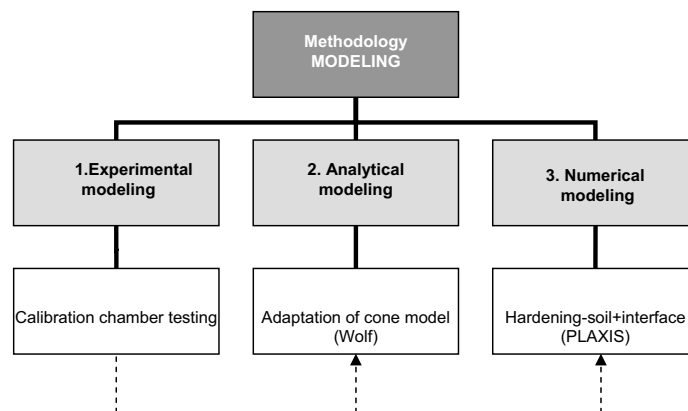 Methodology
MODELING
1.Experimental
modeling
2. Analytical
modeling
3. Numerical
modeling
Calibration chamber testing
Adaptation of cone model
(Wolf)
Hardening-soil+interface
(PLAXIS)